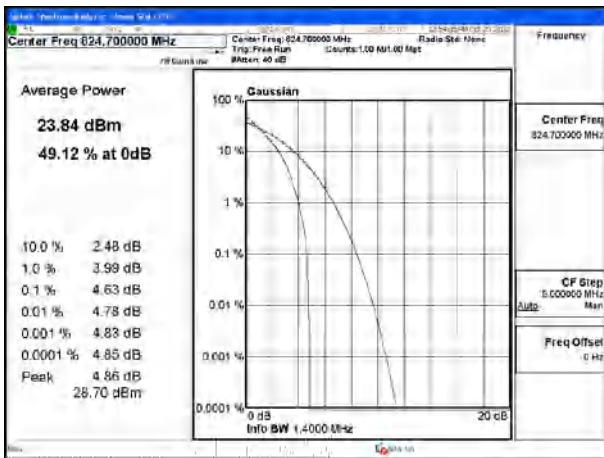 Center Freq 824.700000 MHz
Center Freq: 824.700000 MHz
Radio Std: None
Trig: Free Run
Counts:1.00 M/1.00 Mpt
#Atten: 40 dB
Frequency
Average Power
23.84 dBm
49.12 % at 0dB
10.0 % 2.48 dB
1.0 % 3.99 dB
0.1 % 4.63 dB
0.01 % 4.78 dB
0.001 % 4.83 dB
0.0001 % 4.85 dB
Peak 4.86 dB
28.70 dBm
Gaussian
100 %
10 %
1 %
0.1 %
0.01 %
0.001 %
0.0001 %
0 dB
20 dB
Info BW 1.4000 MHz
Center Freq
824.700000 MHz
CF Step
5.000000 MHz
Auto Man
Freq Offset
0 Hz